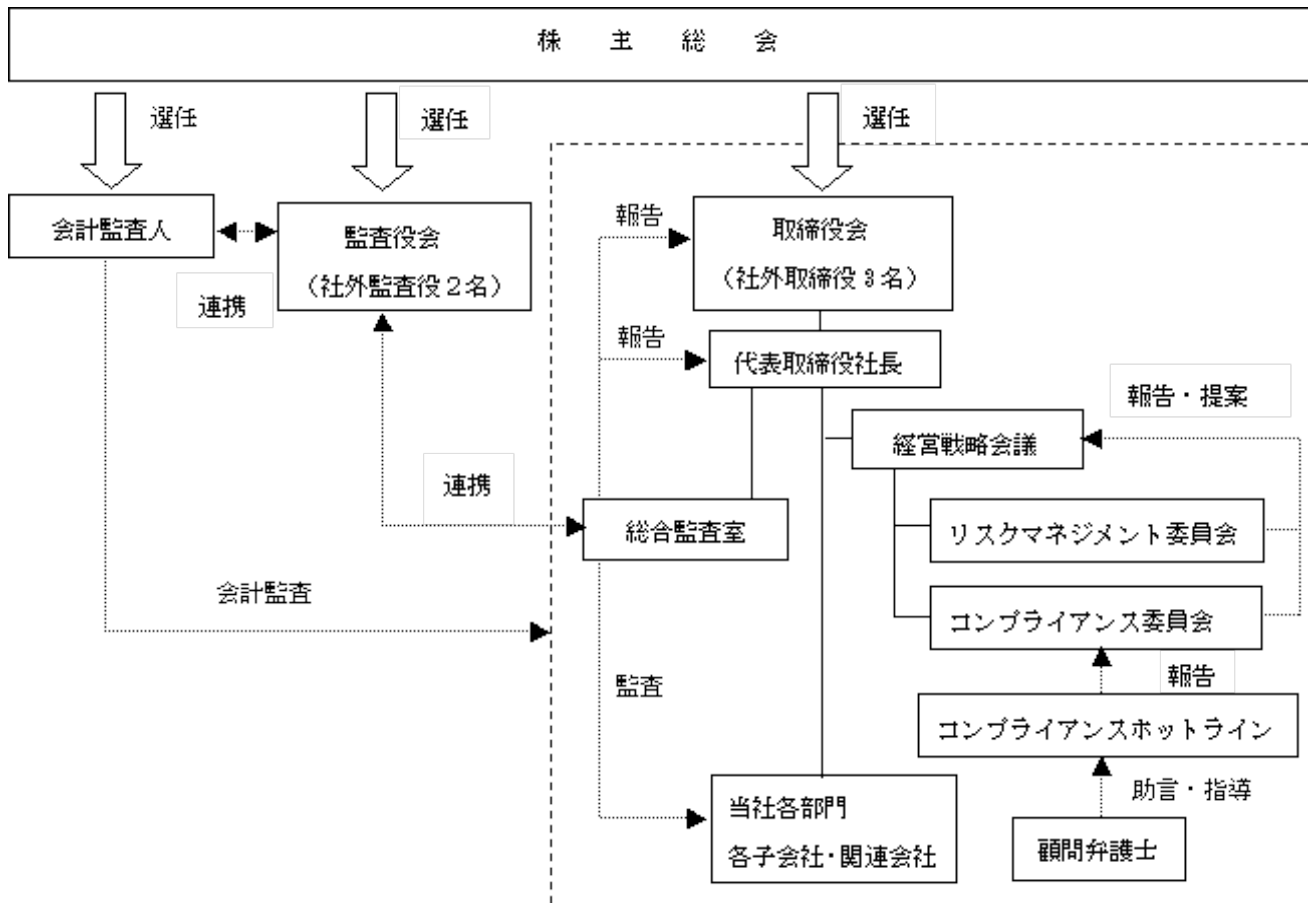 株主総会
選任
選任
選任
会計監査人
監査役会
(社外監査役2名)
連携
報告
取締役会
(社外取締役3名)
報告
代表取締役社長
報告・提案
経営戦略会議
連携
総合監査室
リスクマネジメント委員会
会計監査
コンプライアンス委員会
監査
報告
コンプライアンスホットライン
助言・指導
当社各部門
各子会社・関連会社
顧問弁護士